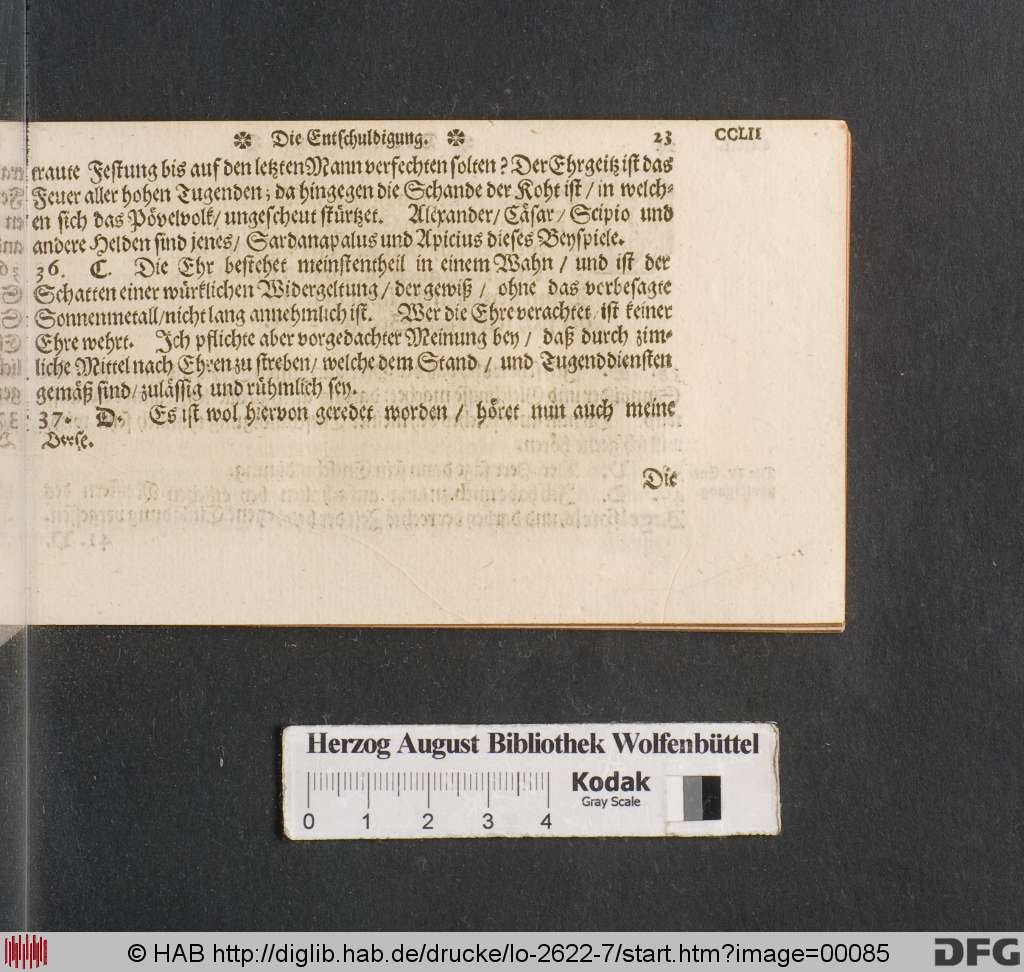 ✼ Die Entschuldigung. ✼ 23 CCLII
traute Festung bis auf den letzten Mann verfechten solten? Der Ehrgeitz ist das
Feuer aller hohen Tugenden; da hingegen die Schande der Koht ist / in welch-
en sich das Pövelvolk / ungescheut stürtzet. Alexander / Cäsar / Scipio und
andere Helden sind jenes / Sardanapalus und Apicius dieses Beyspiele.
36. C. Die Ehr bestehet meinstentheil in einem Wahn / und ist der
Schatten einer würklichen Widergeltung / der gewiß / ohne das vorbesagte
Sonnenmetall / nicht lang annehmlich ist. Wer die Ehre verachtet / ist keiner
Ehre wehrt. Ich pflichte aber vorgedachter Meinung bey / daß durch zim-
liche Mittel nach Ehren zu streben / welche dem Stand / und Tugenddiensten
gemäß sind / zulässig und rühmlich sey.
37. D. Es ist wol hiervon geredet worden / höret nun auch meine
Verse.
Die
Herzog August Bibliothek Wolfenbüttel
Kodak
Gray Scale
0 1 2 3 4
© HAB http://diglib.hab.de/drucke/lo-2622-7/start.htm?image=00085
DFG